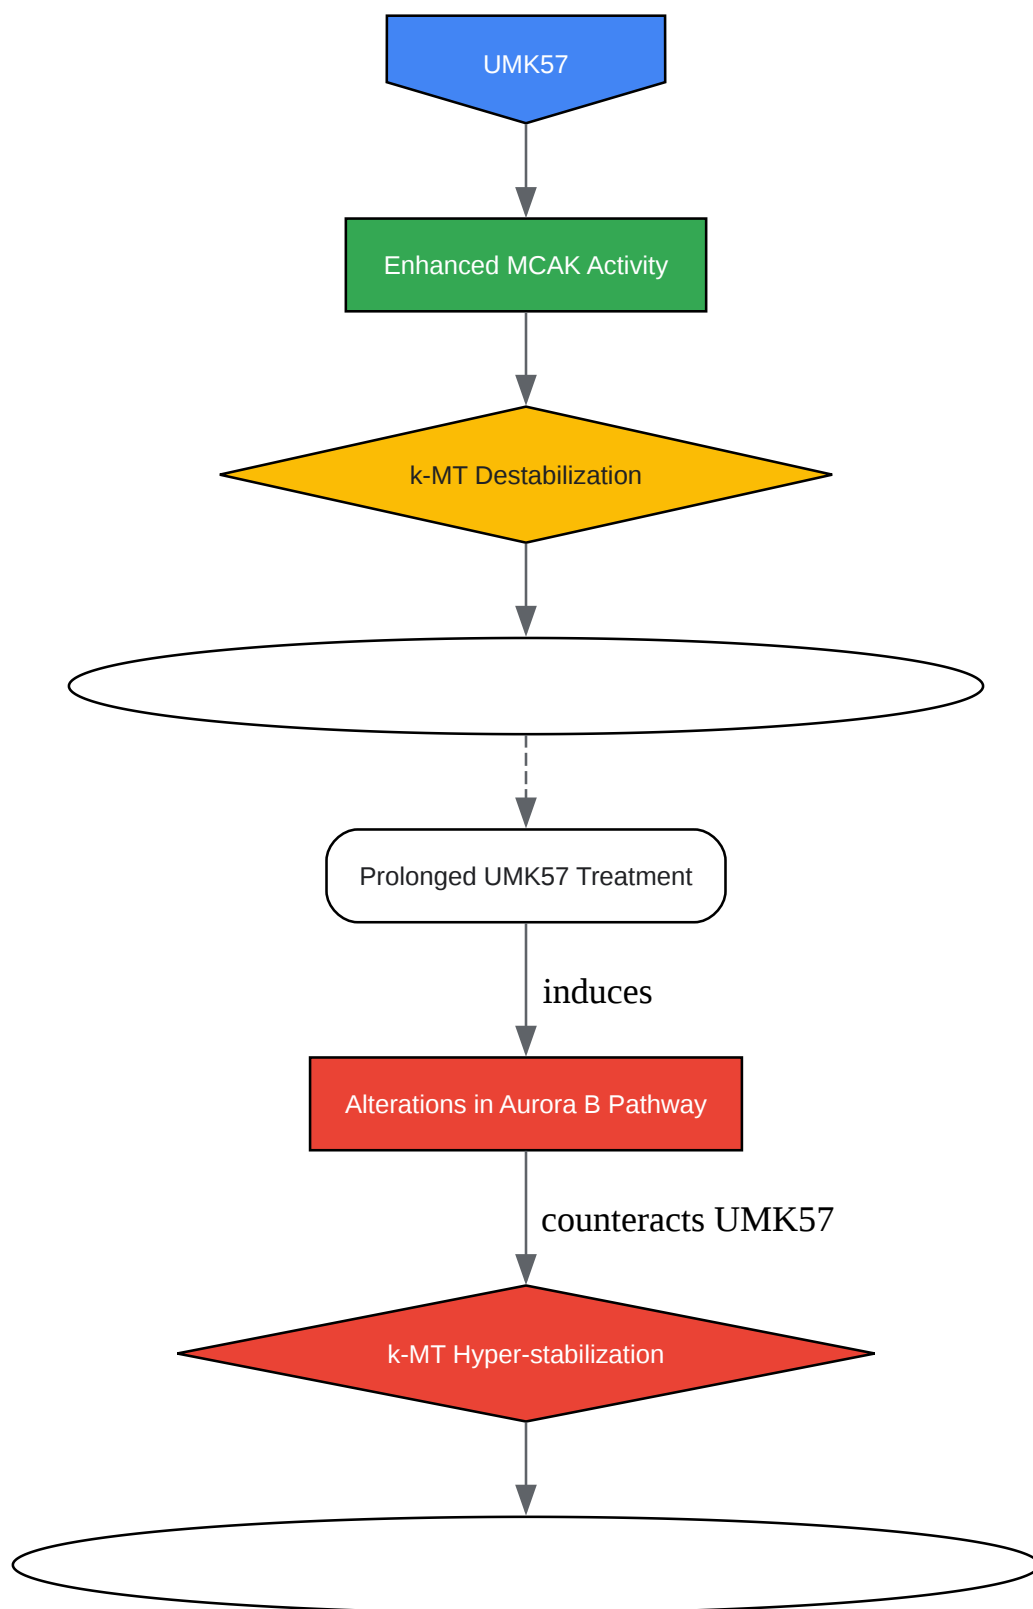 UMK57
Enhanced MCAK Activity
k-MT Destabilization
Prolonged UMK57 Treatment
induces
Alterations in Aurora B Pathway
counteracts UMK57
k-MT Hyper-stabilization